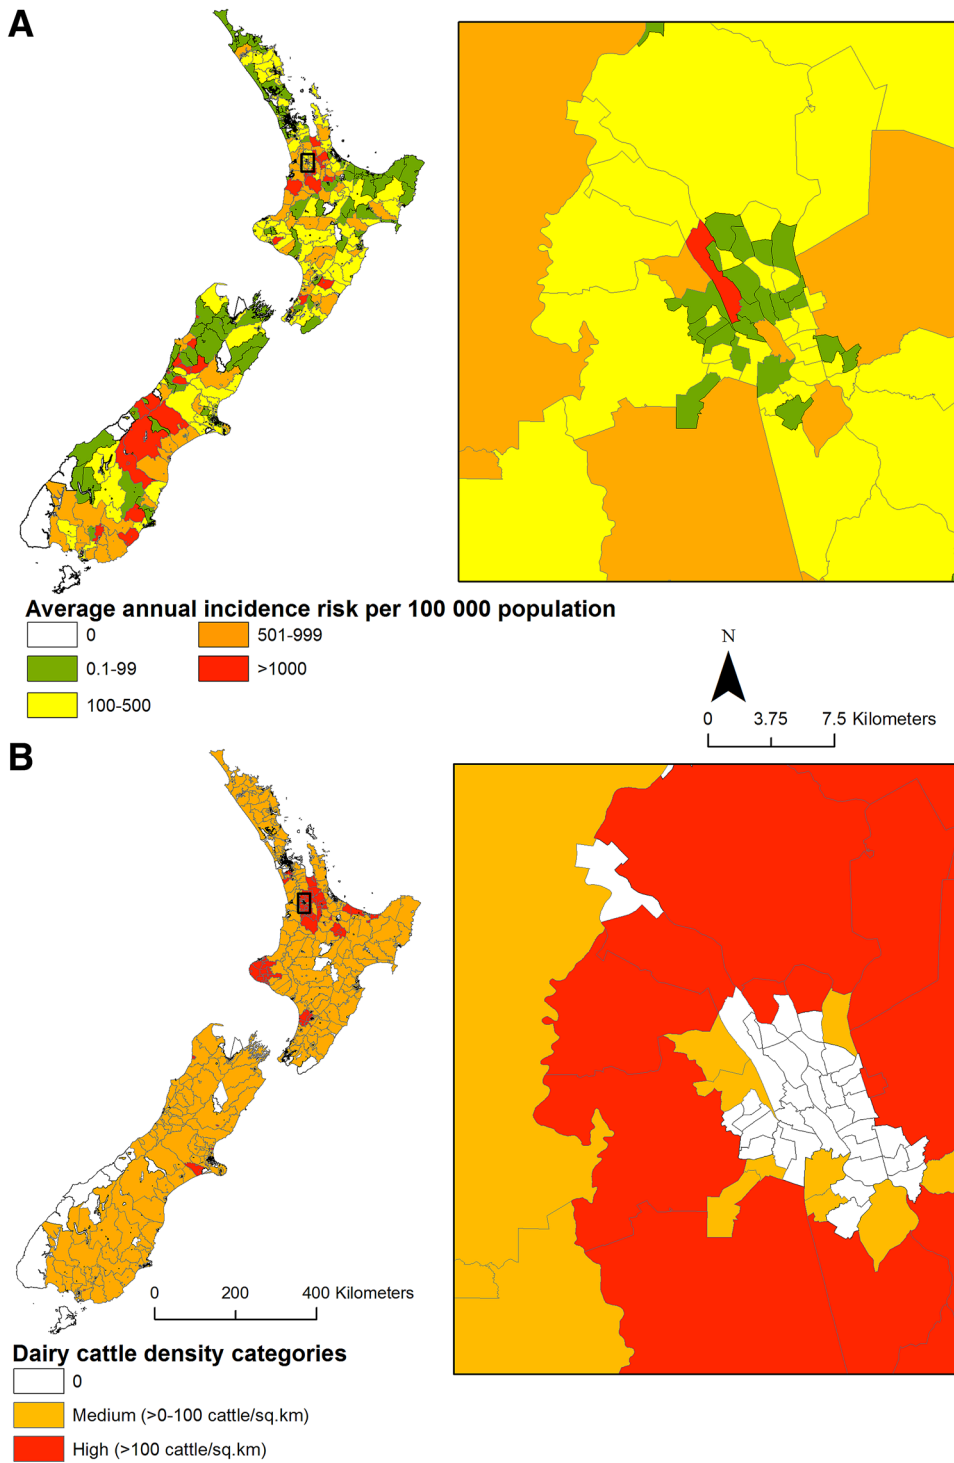 A
Average annual incidence risk per 100 000 population
0
501-999
0.1-99
>1000
100-500
N
0 3.75 7.5 Kilometers
B
0 200 400 Kilometers
Dairy cattle density categories
0
Medium (>0-100 cattle/sq.km)
High (>100 cattle/sq.km)